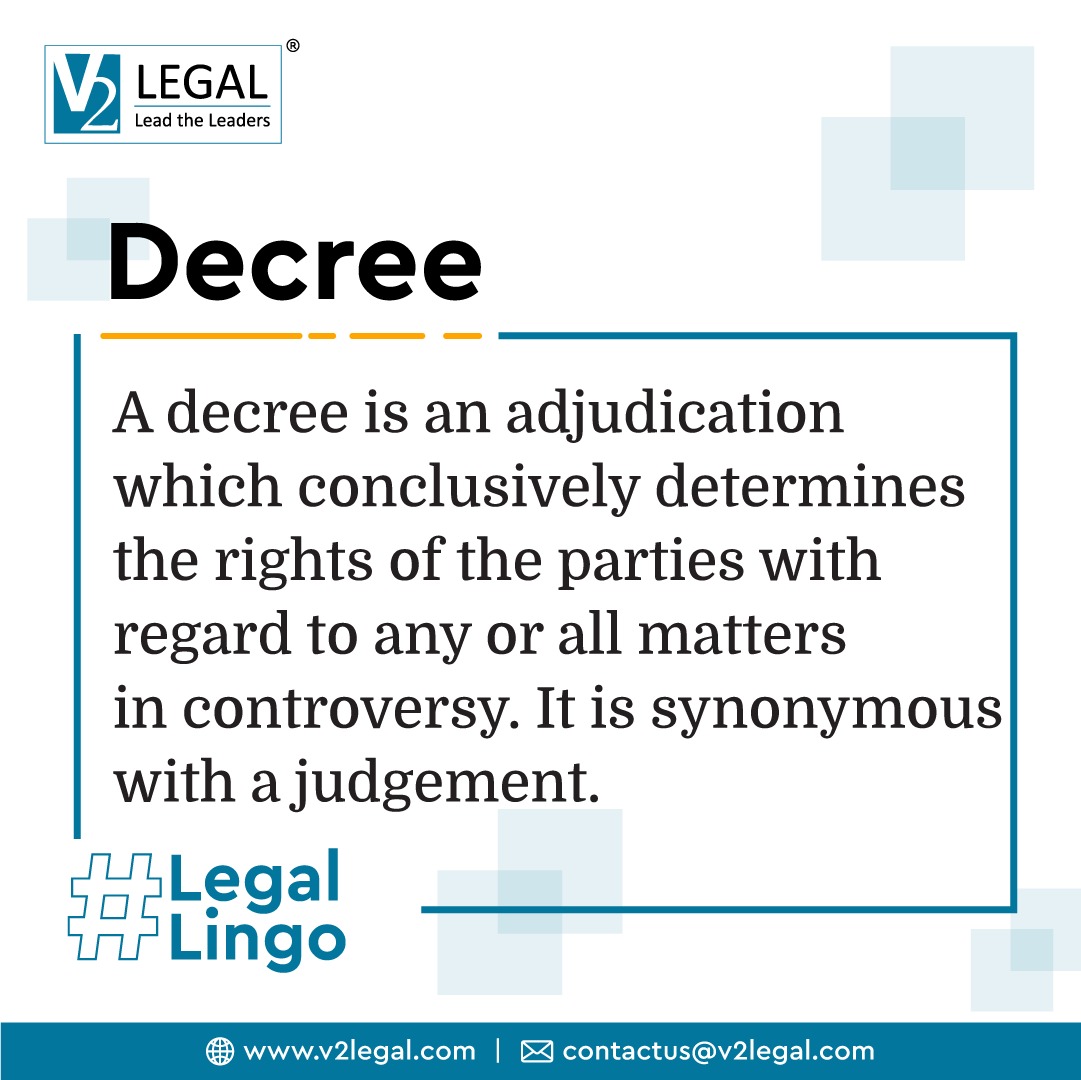 V2 LEGAL ®
Lead the Leaders
Decree
A decree is an adjudication
which conclusively determines
the rights of the parties with
regard to any or all matters
in controversy. It is synonymous
with a judgement.
#Legal
Lingo
www.v2legal.com | contactus@v2legal.com